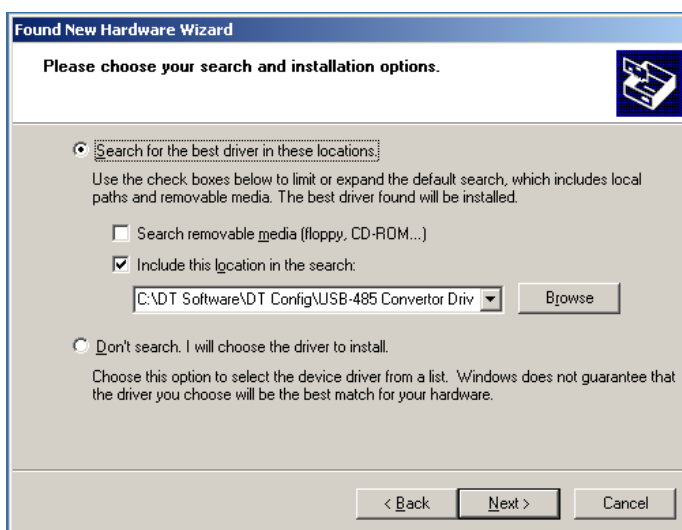 Found New Hardware Wizard
Please choose your search and installation options.
Search for the best driver in these locations.
Use the check boxes below to limit or expand the default search, which includes local
paths and removable media. The best driver found will be installed.
Search removable media (floppy, CD-ROM...)
Include this location in the search:
C:\DT Software\DT Config\USB-485 Convertor Driv
Browse
Don't search. I will choose the driver to install.
Choose this option to select the device driver from a list. Windows does not guarantee that
the driver you choose will be the best match for your hardware.
< Back Next > Cancel